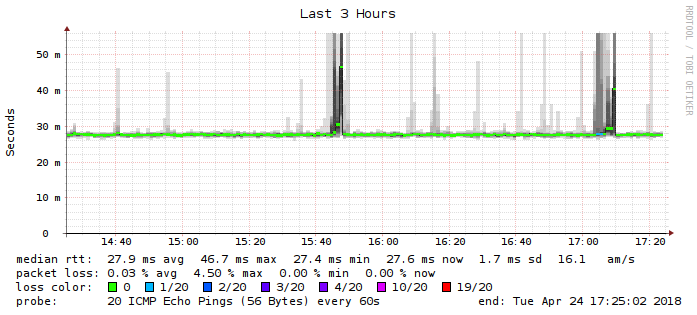 Last 3 Hours
RRDTOOL / TOBI OETIKER
Seconds
50 m
40 m
30 m
20 m
10 m
0
14:40 15:00 15:20 15:40 16:00 16:20 16:40 17:00 17:20
median rtt: 27.9 ms avg 46.7 ms max 27.4 ms min 27.6 ms now 1.7 ms sd 16.1 am/s
packet loss: 0.03 % avg 4.50 % max 0.00 % min 0.00 % now
loss color: 0 1/20 2/20 3/20 4/20 10/20 19/20
probe: 20 ICMP Echo Pings (56 Bytes) every 60s end: Tue Apr 24 17:25:02 2018